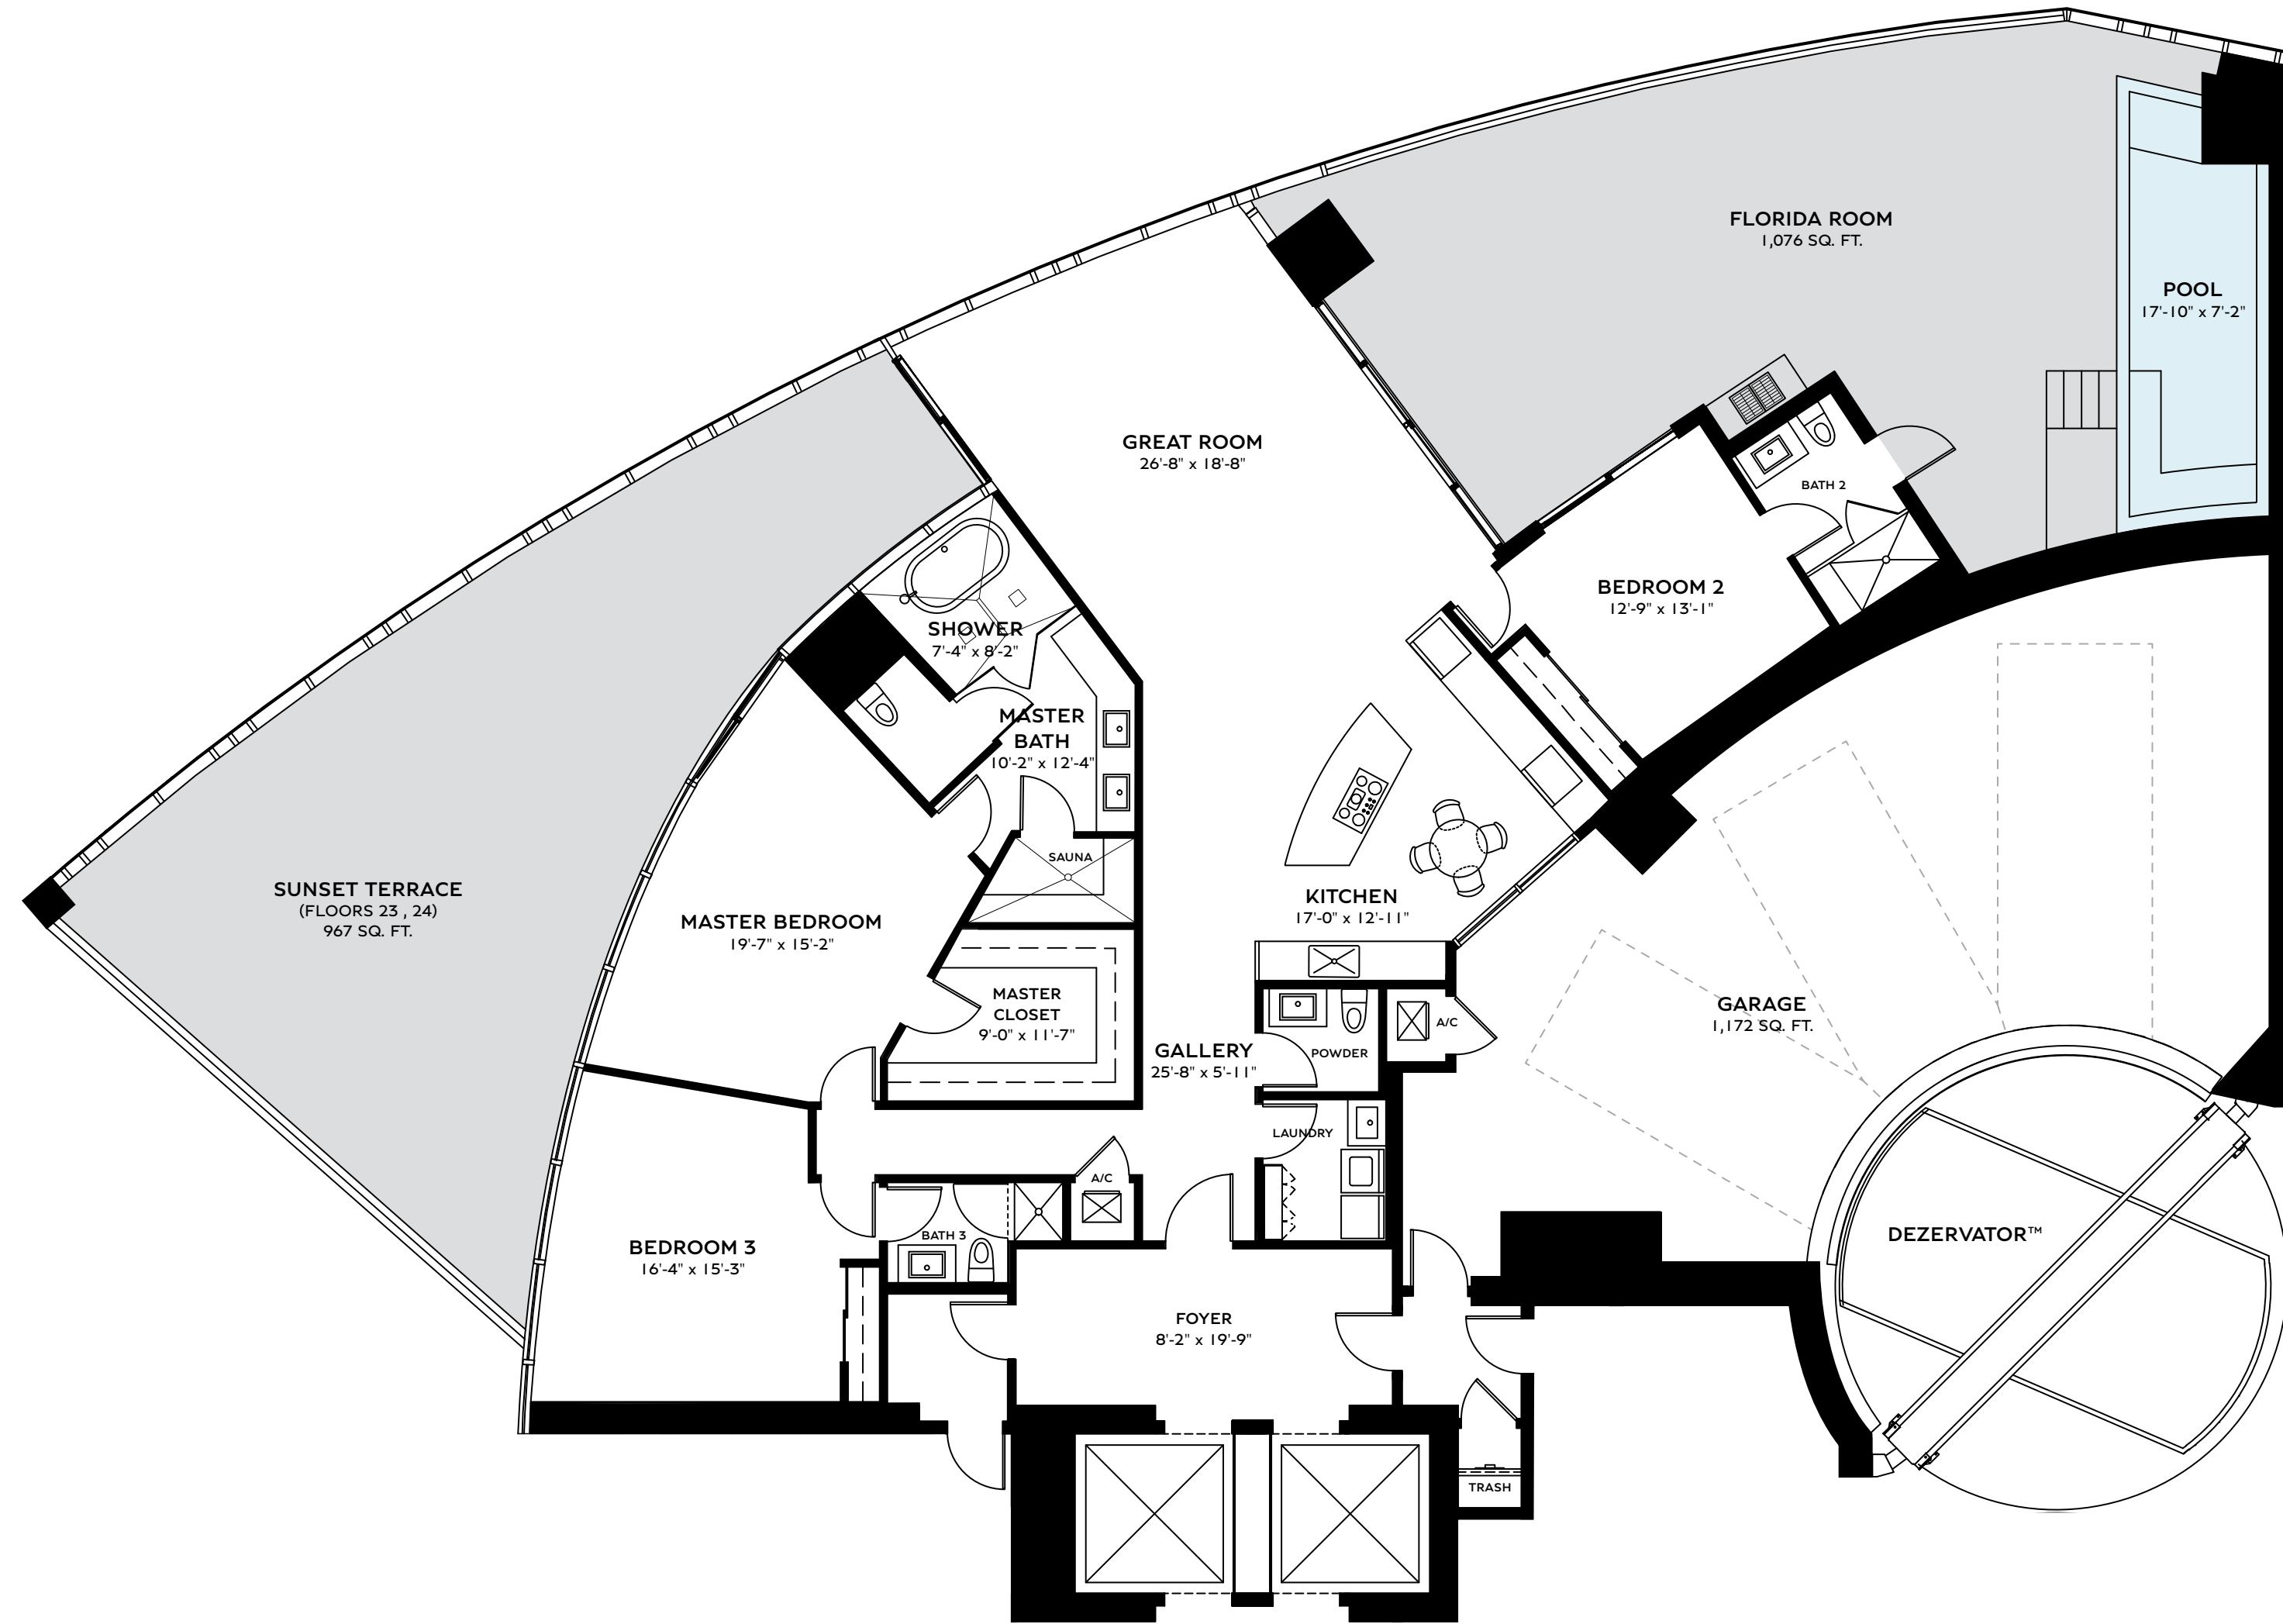 FLORIDA ROOM
1,076 SQ. FT.
POOL
17'-10" x 7'-2"
GREAT ROOM
26'-8" x 18'-8"
BATH 2
BEDROOM 2
12'-9" x 13'-1"
SHOWER
7'-4" x 8'-2"
MASTER
BATH
10'-2" x 12'-4"
SAUNA
SUNSET TERRACE
(FLOORS 23 , 24)
967 SQ. FT.
MASTER BEDROOM
19'-7" x 15'-2"
KITCHEN
17'-0" x 12'-11"
MASTER
CLOSET
9'-0" x 11'-7"
GALLERY
25'-8" x 5'-11"
POWDER
A/C
GARAGE
1,172 SQ. FT.
LAUNDRY
A/C
BATH 3
BEDROOM 3
16'-4" x 15'-3"
DEZERVATOR™
FOYER
8'-2" x 19'-9"
TRASH